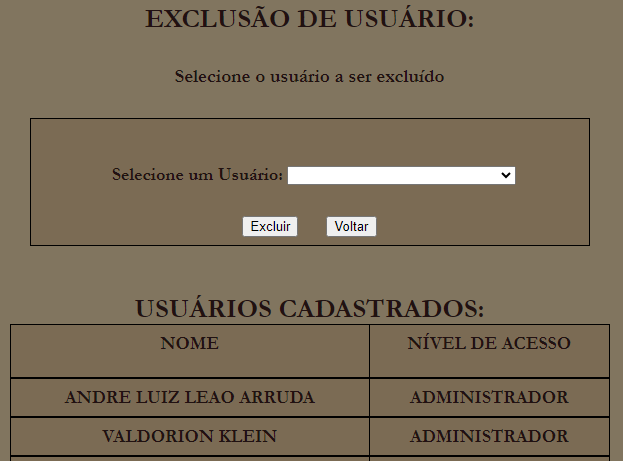 EXCLUSÃO DE USUÁRIO:
Selecione o usuário a ser excluído
Selecione um Usuário:
Excluir Voltar
USUÁRIOS CADASTRADOS:
NOME NÍVEL DE ACESSO
ANDRE LUIZ LEAO ARRUDA ADMINISTRADOR
VALDORION KLEIN ADMINISTRADOR